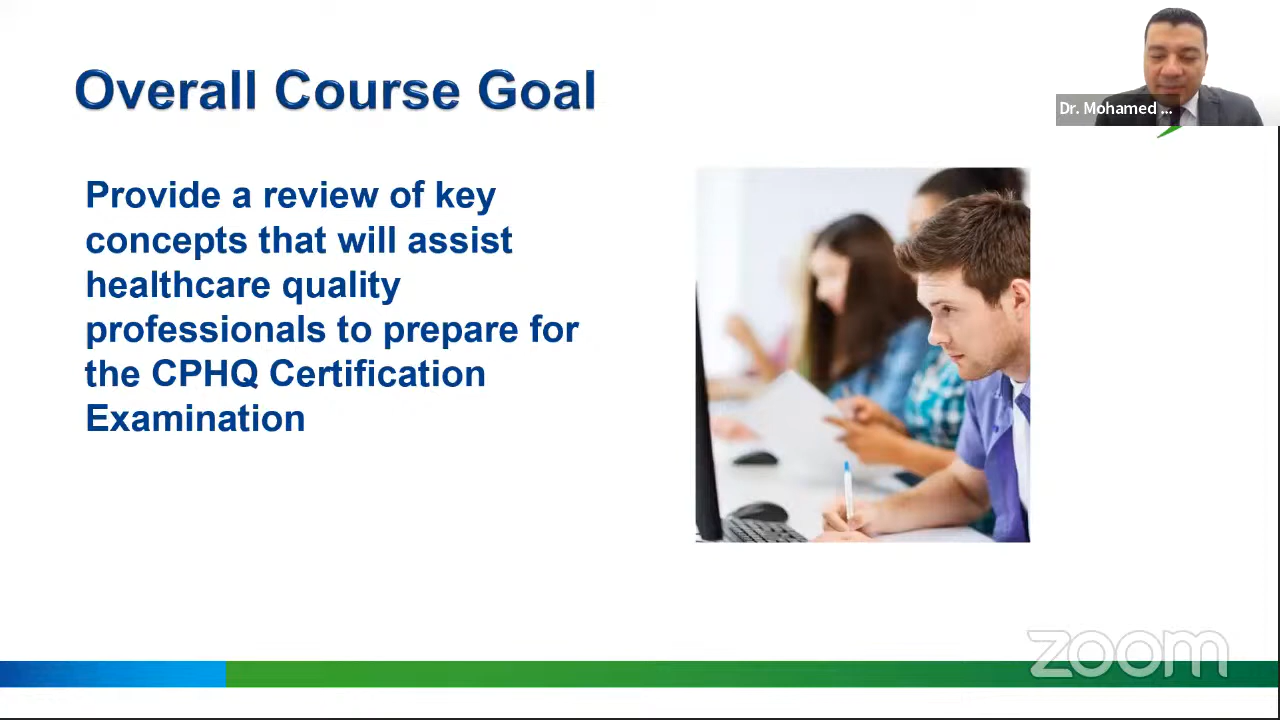 Overall Course Goal
Dr. Mohamed ...
Provide a review of key
concepts that will assist
healthcare quality
professionals to prepare for
the CPHQ Certification
Examination
zoom